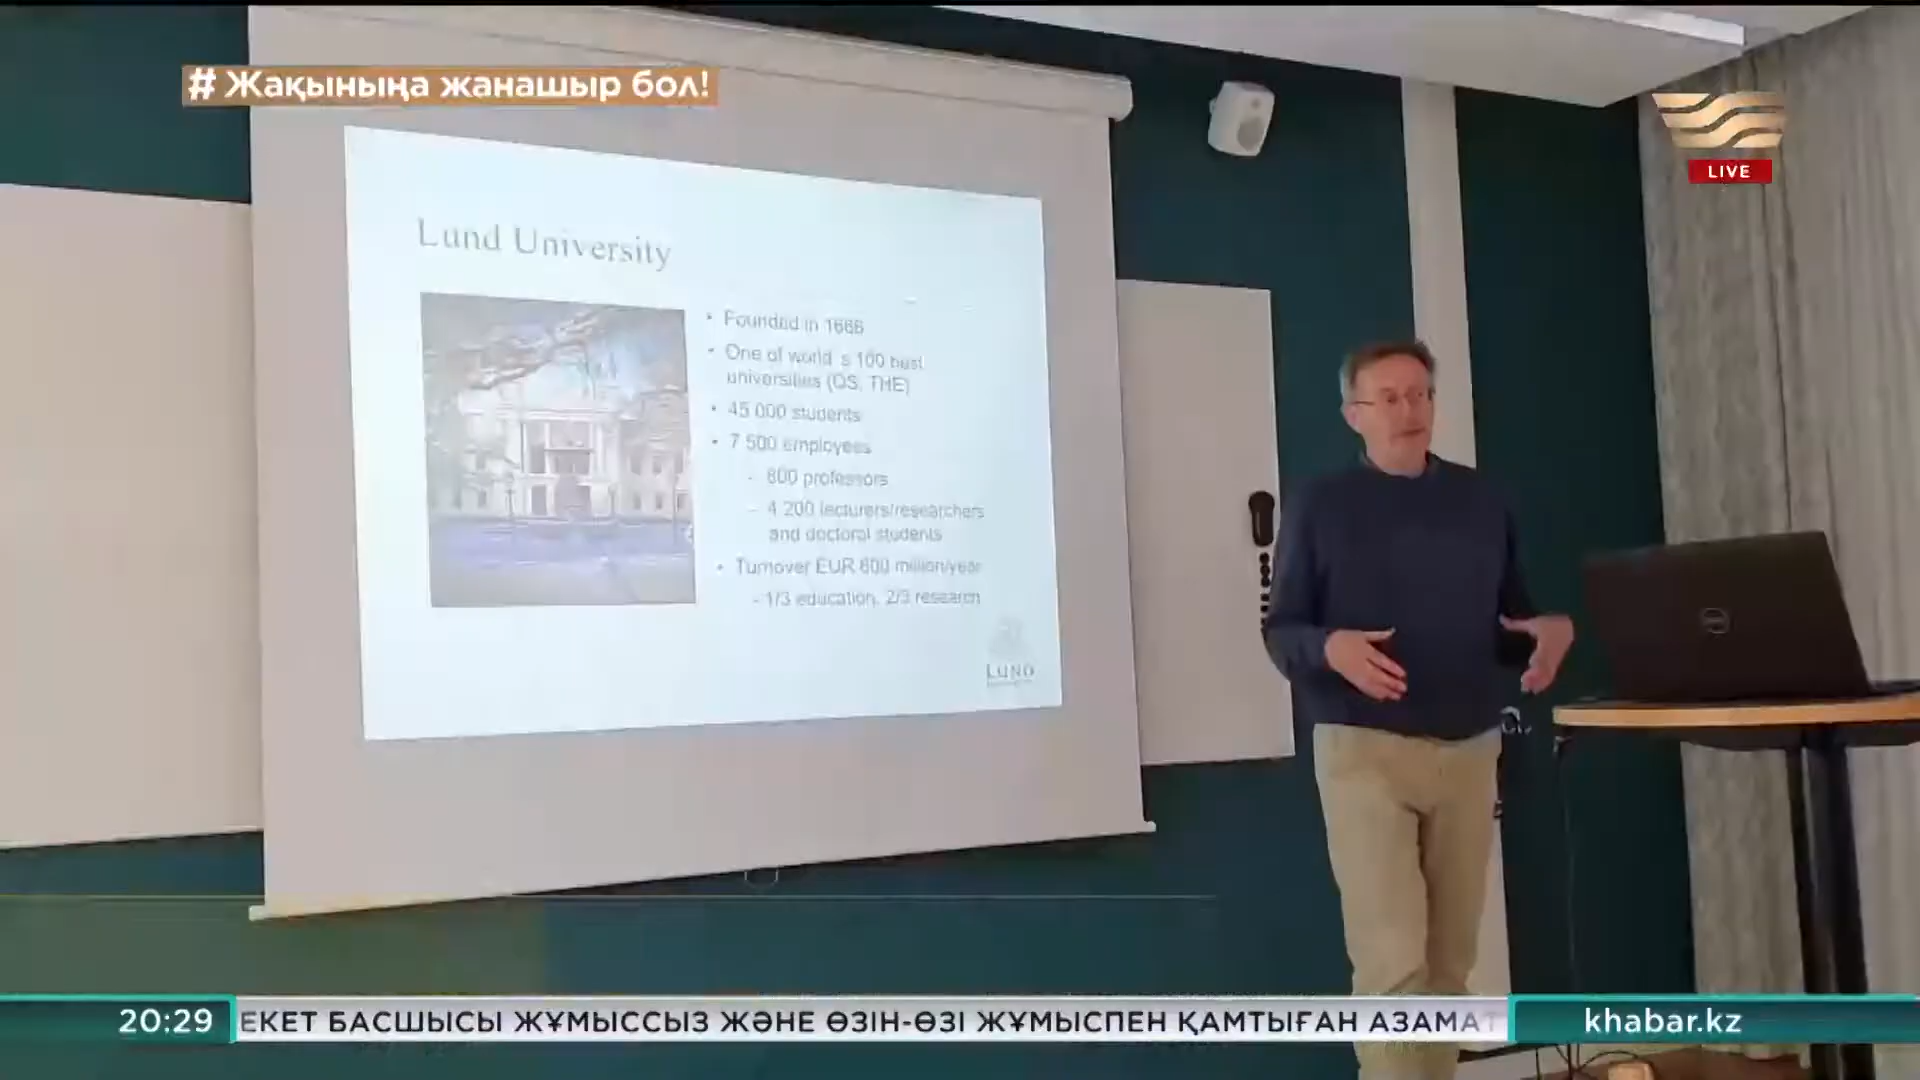 # Жақыныңа жанашыр бол!
LIVE
Lund University
• Founded in 1666
• One of world's 100 best
universities (QS, THE)
• 45 000 students
• 7 500 employees
- 800 professors
- 4 200 lecturers/researchers
and doctoral students
• Turnover EUR 800 million/year
- 1/3 education, 2/3 research
LUND
20:29
ЕКЕТ БАСШЫСЫ ЖҰМЫССЫЗ ЖӘНЕ ӨЗІН-ӨЗІ ЖҰМЫСПЕН ҚАМТЫҒАН АЗАМАТ
khabar.kz